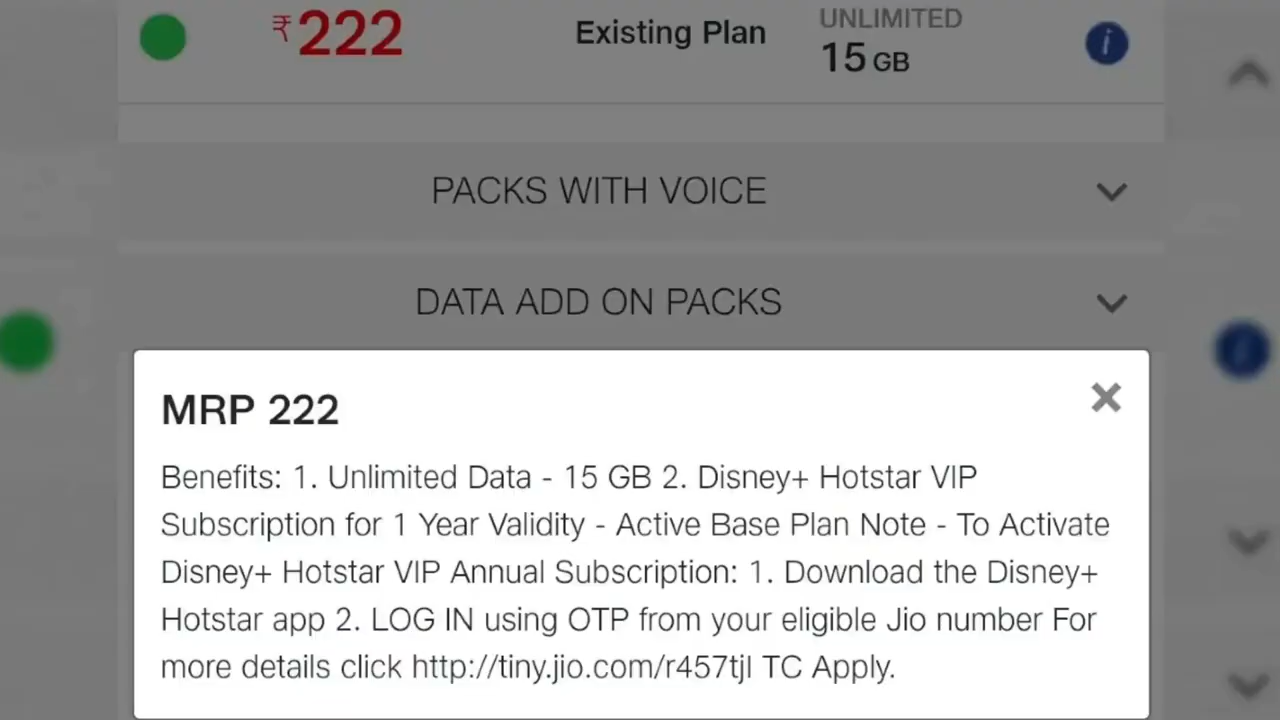 ₹222
Existing Plan
UNLIMITED
15 GB
i
PACKS WITH VOICE
DATA ADD ON PACKS
MRP 222
Benefits: 1. Unlimited Data - 15 GB 2. Disney+ Hotstar VIP
Subscription for 1 Year Validity - Active Base Plan Note - To Activate
Disney+ Hotstar VIP Annual Subscription: 1. Download the Disney+
Hotstar app 2. LOG IN using OTP from your eligible Jio number For
more details click http://tiny.jio.com/r457tjI TC Apply.